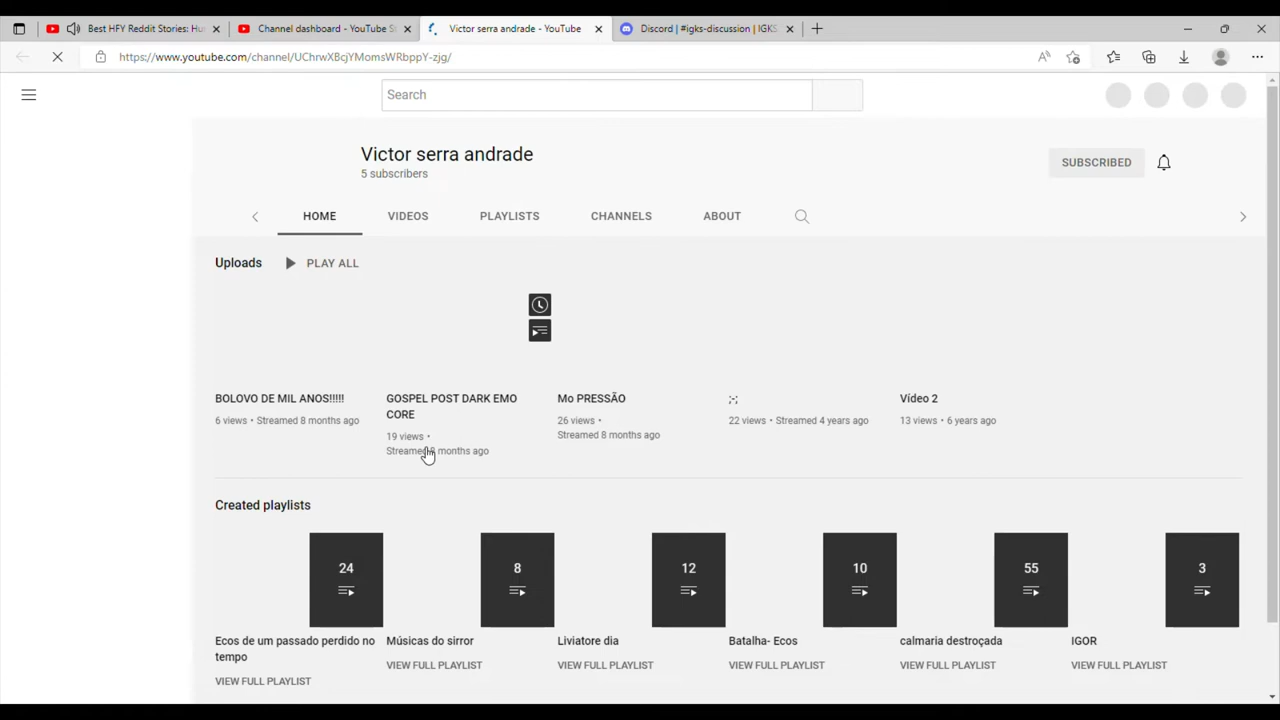 Best HFY Reddit Stories: Hu
Channel dashboard - YouTube S
Victor serra andrade - YouTube
Discord | #igks-discussion | IGKS
https://www.youtube.com/channel/UChrwXBcjYMomsWRbppY-zjg/
Search
Victor serra andrade
5 subscribers
SUBSCRIBED
HOME VIDEOS PLAYLISTS CHANNELS ABOUT
Uploads PLAY ALL
BOLOVO DE MIL ANOS!!!!!
6 views • Streamed 8 months ago
GOSPEL POST DARK EMO
CORE
19 views •
Streamed 8 months ago
Mo PRESSÃO
26 views •
Streamed 8 months ago
;-;
22 views • Streamed 4 years ago
Vídeo 2
13 views • 6 years ago
Created playlists
24
Ecos de um passado perdido no
tempo
VIEW FULL PLAYLIST
8
Músicas do sirror
VIEW FULL PLAYLIST
12
Liviatore dia
VIEW FULL PLAYLIST
10
Batalha- Ecos
VIEW FULL PLAYLIST
55
calmaria destroçada
VIEW FULL PLAYLIST
3
IGOR
VIEW FULL PLAYLIST